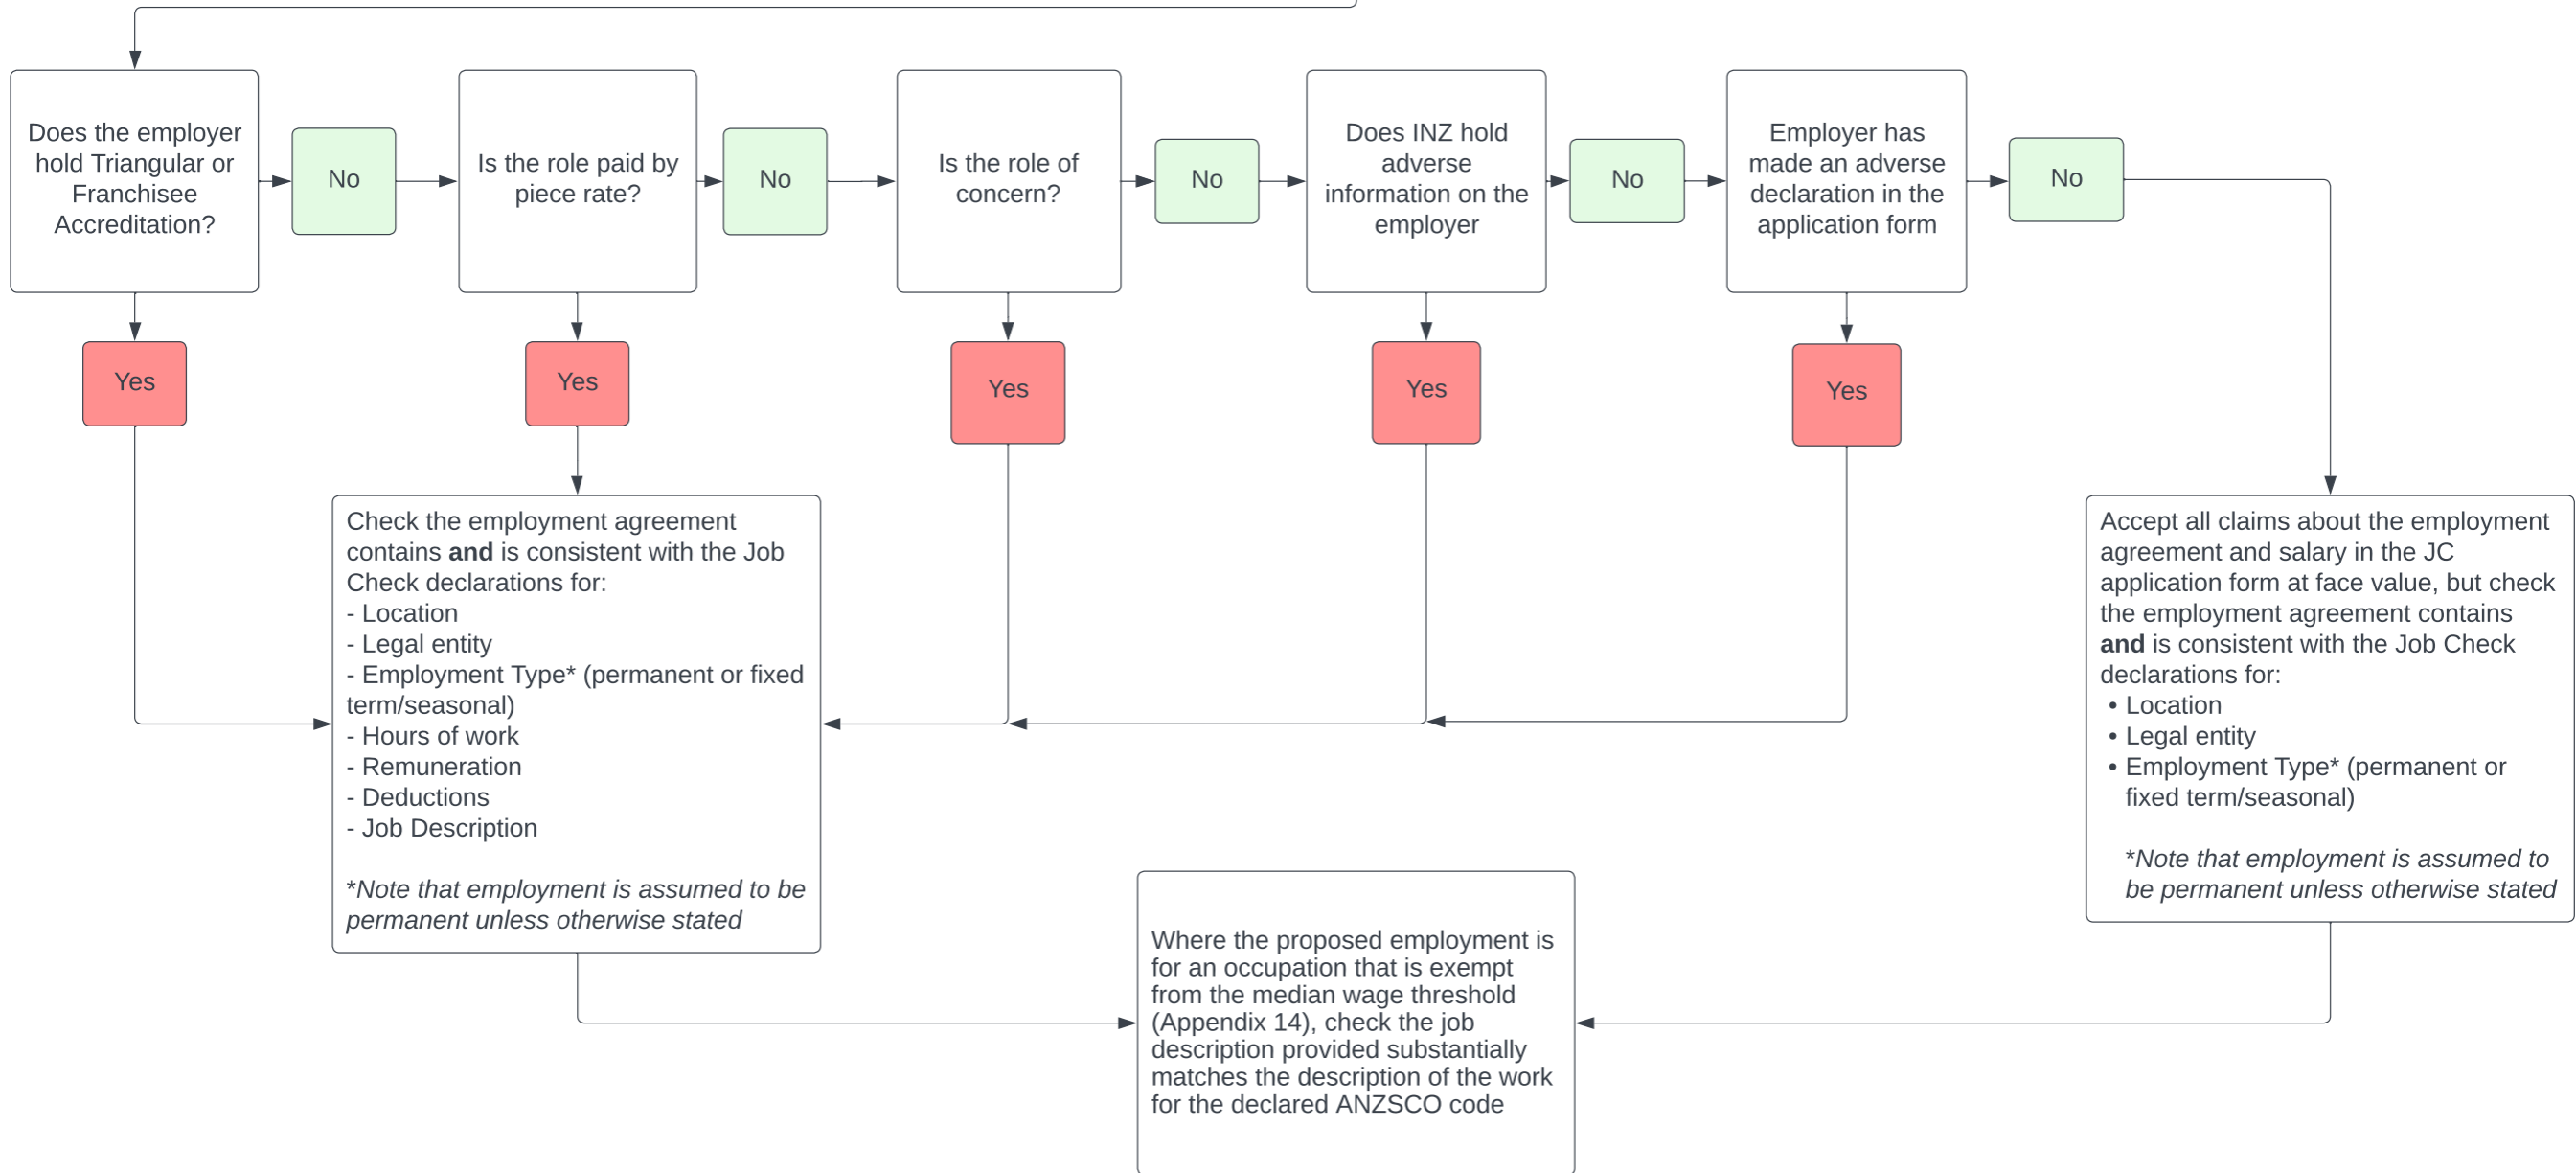 Does the employer
hold Triangular or
Franchisee
Accreditation?
No
Is the role paid by
piece rate?
No
Is the role of
concern?
No
Does INZ hold
adverse
information on the
employer
No
Employer has
made an adverse
declaration in the
application form
No
Yes
Yes
Yes
Yes
Yes
Check the employment agreement
contains and is consistent with the Job
Check declarations for:
- Location
- Legal entity
- Employment Type* (permanent or fixed
term/seasonal)
- Hours of work
- Remuneration
- Deductions
- Job Description
*Note that employment is assumed to be
permanent unless otherwise stated
Accept all claims about the employment
agreement and salary in the JC
application form at face value, but check
the employment agreement contains
and is consistent with the Job Check
declarations for:
• Location
• Legal entity
• Employment Type* (permanent or
fixed term/seasonal)
*Note that employment is assumed to
be permanent unless otherwise stated
Where the proposed employment is
for an occupation that is exempt
from the median wage threshold
(Appendix 14), check the job
description provided substantially
matches the description of the work
for the declared ANZSCO code